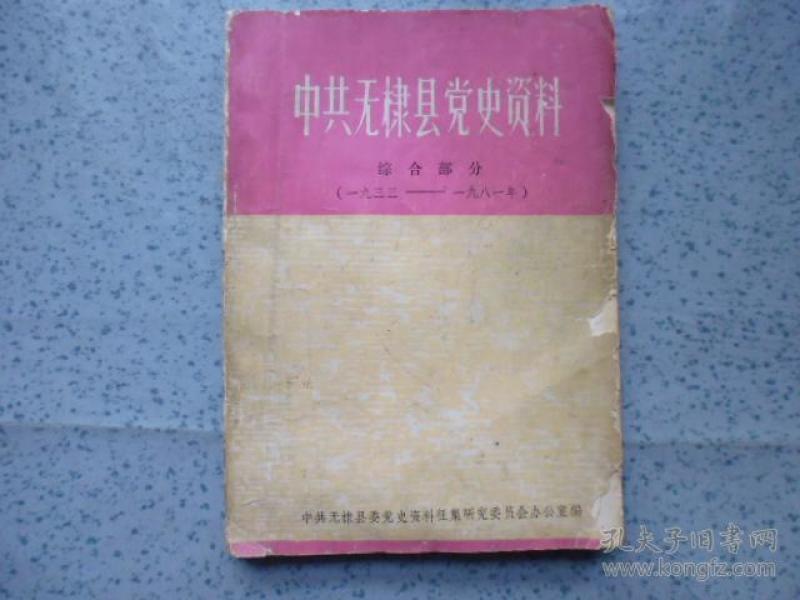 中共无棣县党史资料
综合部分
(一九三三——一九八一年)
中共无棣县委党史资料征集研究委员会办公室编
孔夫子旧书网
www.kongfz.com